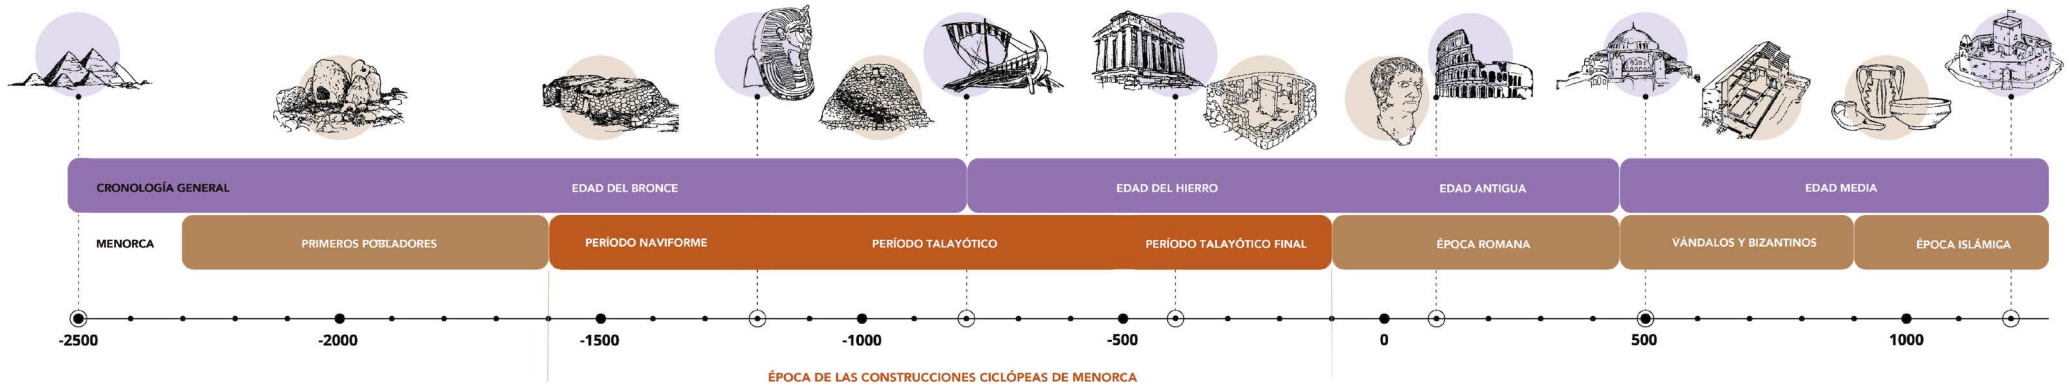 CRONOLOGÍA GENERAL
EDAD DEL BRONCE
EDAD DEL HIERRO
EDAD ANTIGUA
EDAD MEDIA
MENORCA
PRIMEROS POBLADORES
PERÍODO NAVIFORME
PERÍODO TALAYÓTICO
PERÍODO TALAYÓTICO FINAL
ÉPOCA ROMANA
VÁNDALOS Y BIZANTINOS
ÉPOCA ISLÁMICA
-2500
-2000
-1500
-1000
-500
0
500
1000
ÉPOCA DE LAS CONSTRUCCIONES CICLÓPEAS DE MENORCA